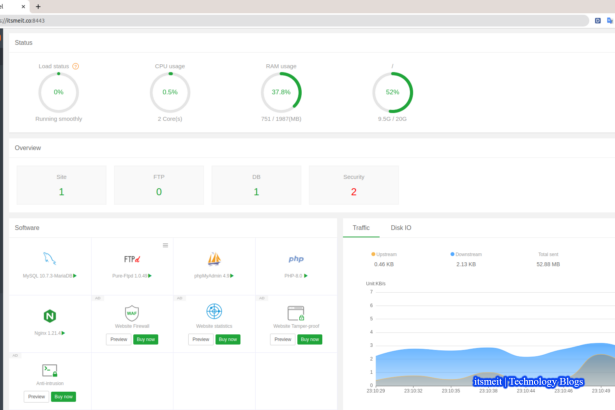 el × +
s://itsmeit.co:8443
Status
Load status ? CPU usage RAM usage /
0% 0.5% 37.8% 52%
Running smoothly 2 Core(s) 751 / 1987(MB) 9.5G / 20G
Overview
Site FTP DB Security
1 0 1 2
Software Traffic Disk IO
Upstream Downstream Total sent
0.46 KB 2.13 KB 52.88 MB
MySQL 10.7.3-MariaDB Pure-Ftpd 1.0.49 phpMyAdmin 4.9 PHP-8.0
Unit:KB/s
7
6
5
4
3
2
1
0
Nginx 1.21.4
WAF
Website Firewall Website statistics Website Tamper-proof
Preview Buy now Preview Buy now Preview Buy now
Anti-intrusion
Preview Buy now
itsmeit | Technology Blogs
23:10:29 23:10:32 23:10:35 23:10:38 23:10:43 23:10:46 23:10:49